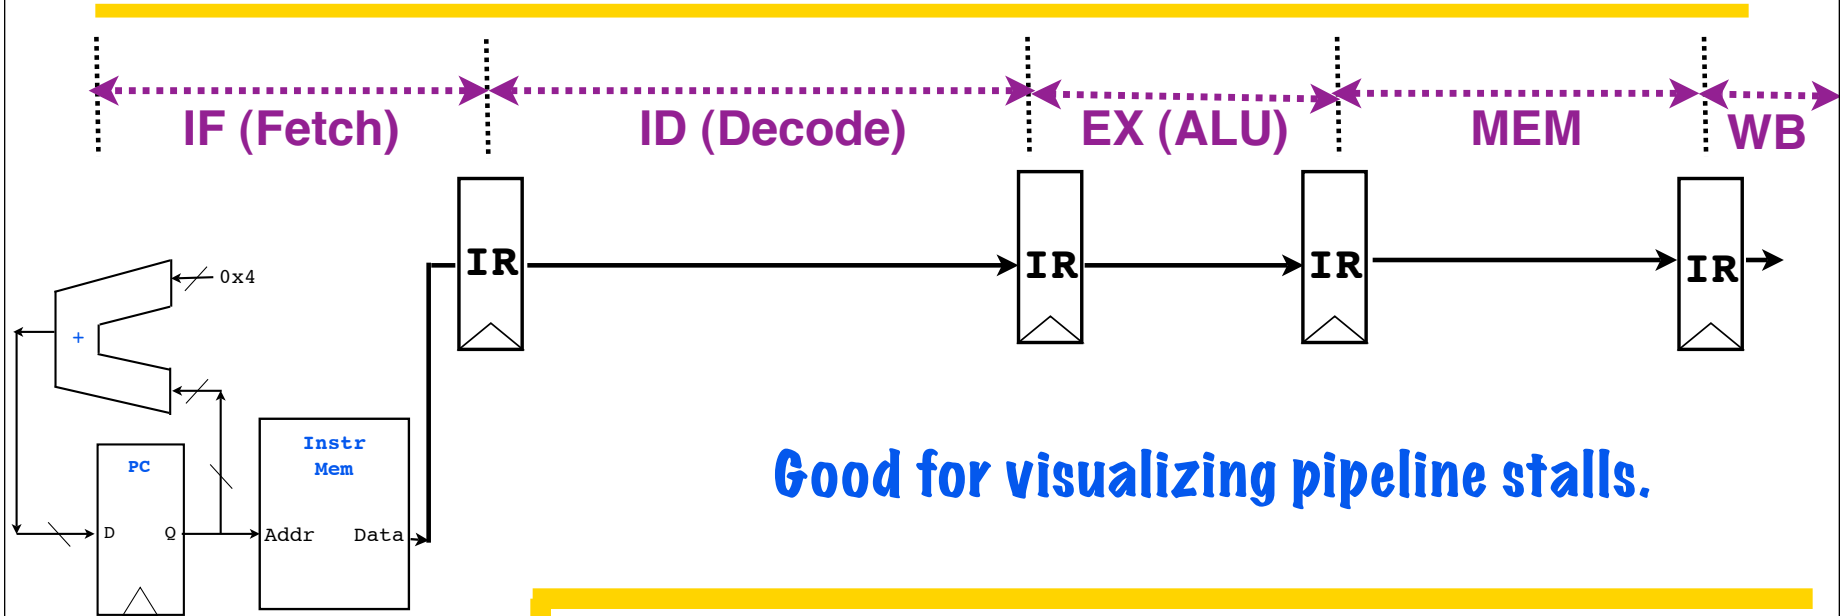 IF (Fetch)
ID (Decode)
EX (ALU)
MEM
WB
IR
IR
IR
IR
0x4
+
PC
D
Q
Instr
Mem
Addr
Data
Good for visualizing pipeline stalls.